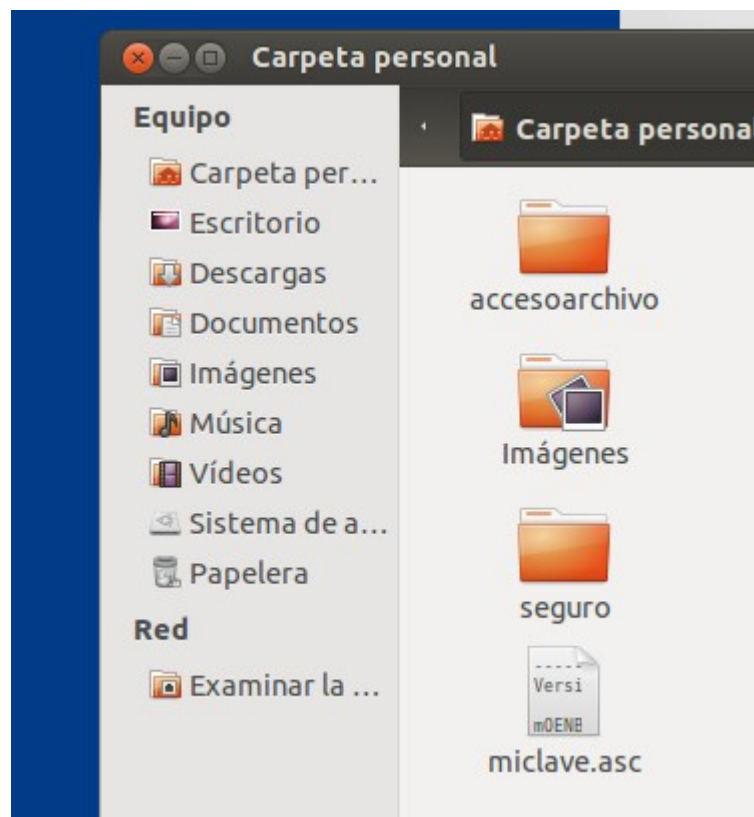 Carpeta personal
Equipo
Carpeta per...
Escritorio
Descargas
Documentos
Imágenes
Música
Vídeos
Sistema de a...
Papelera
Red
Examinar la ...
Carpeta persona
accesoarchivo
Imágenes
seguro
-----
Versi
mOENB
miclave.asc